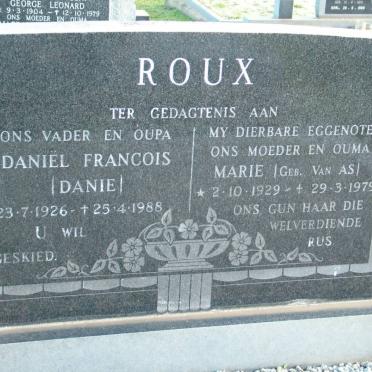 GEORGE LEONARD
9·3·1904 – † 12·10·1979
ONS MOEDER EN OUMA
ROUX
TER GEDAGTENIS AAN
ONS VADER EN OUPA
DANIËL FRANCOIS
(DANIE)
23·7·1926 – † 25·4·1988
U WIL
GESKIED.
MY DIERBARE EGGENOTE
ONS MOEDER EN OUMA
MARIE (GEB. VAN AS)
★ 2·10·1929 – † 29·3·1979
ONS GUN HAAR DIE
WELVERDIENDE
RUS